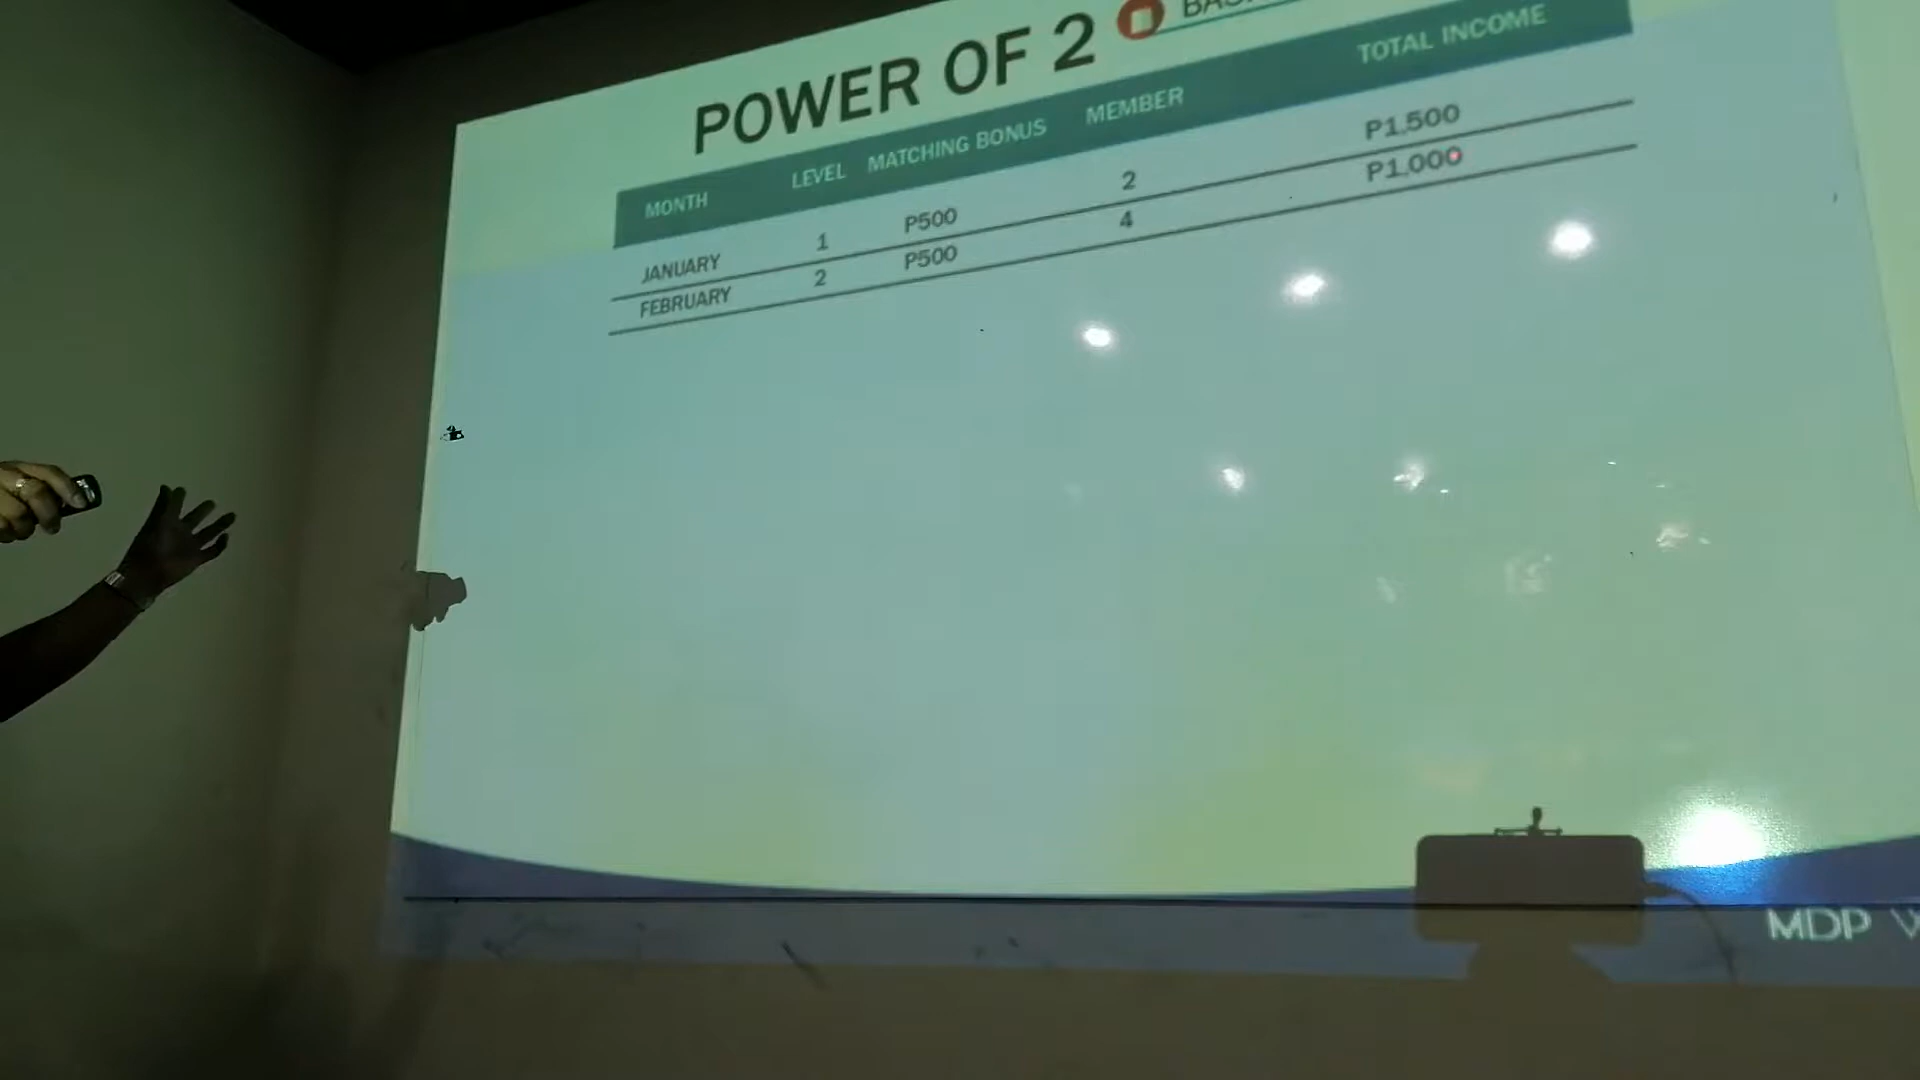 POWER OF 2
MONTH LEVEL MATCHING BONUS MEMBER TOTAL INCOME
JANUARY 1 P500 2 P1,500
FEBRUARY 2 P500 4 P1,000
MDP